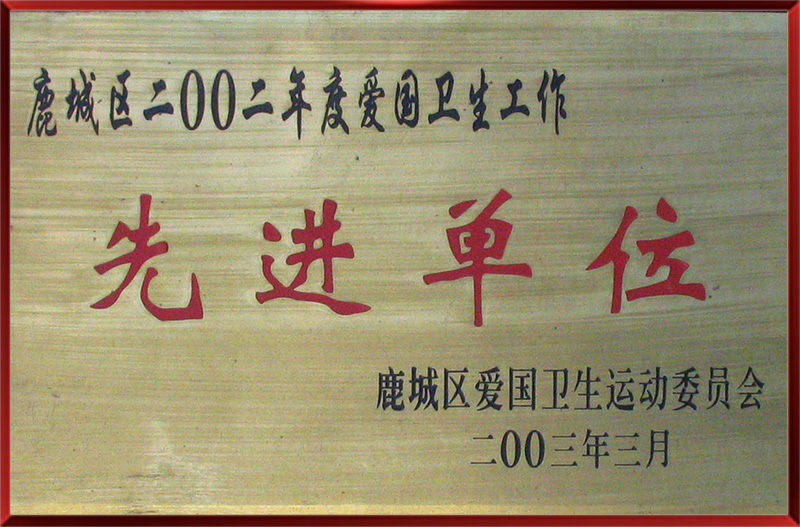 鹿城区二00二年度爱国卫生工作
先进单位
鹿城区爱国卫生运动委员会
二00三年三月